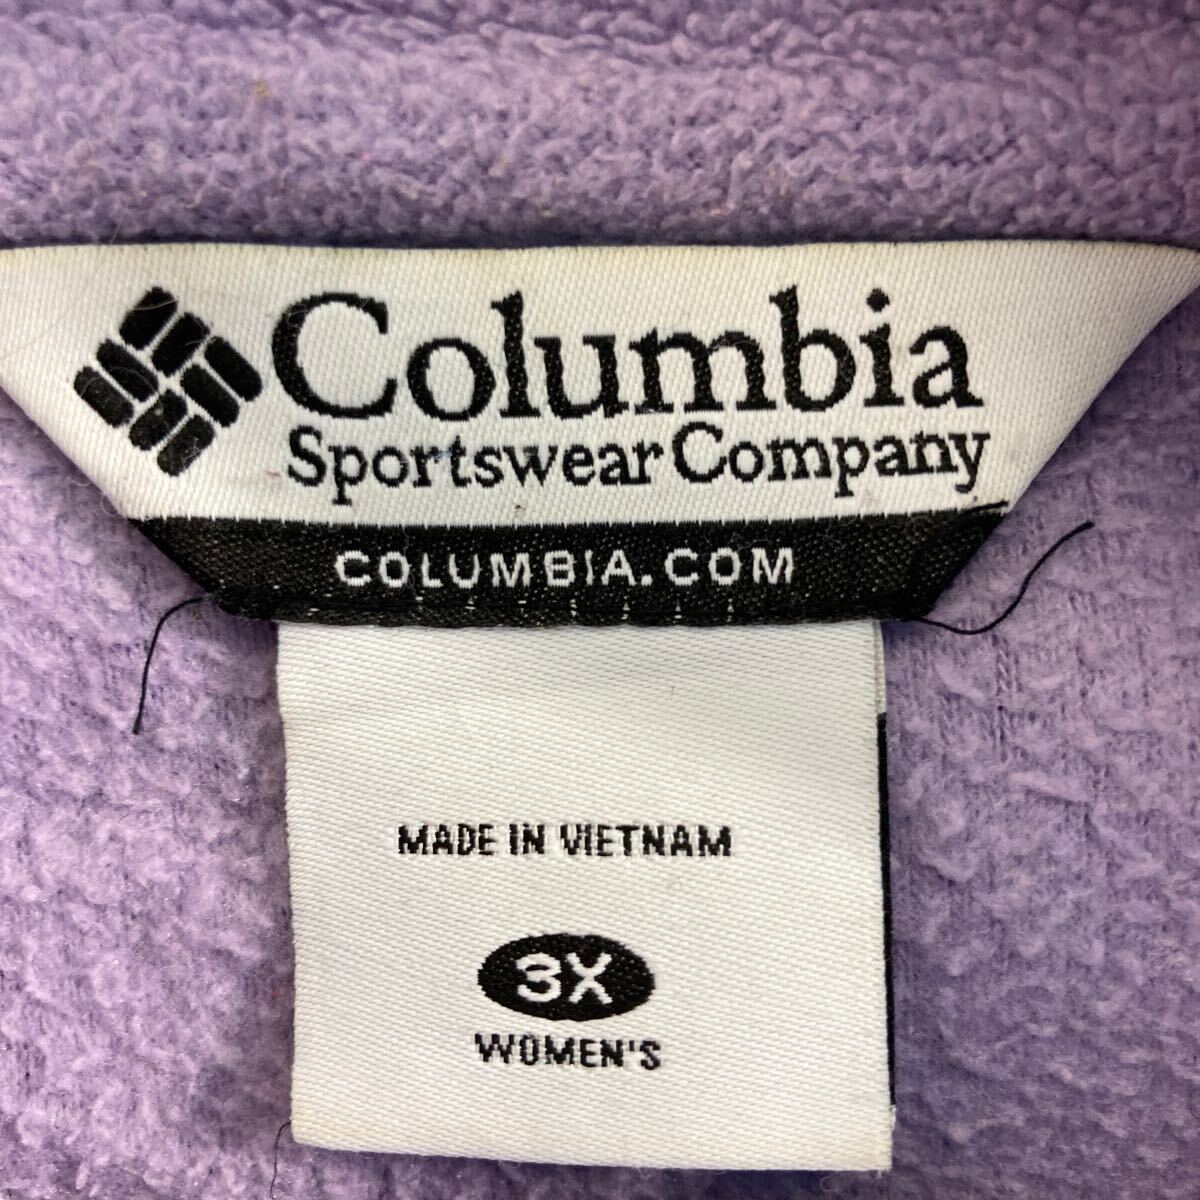 Columbia
Sportswear Company
COLUMBIA.COM
MADE IN VIETNAM
3X
WOMEN'S